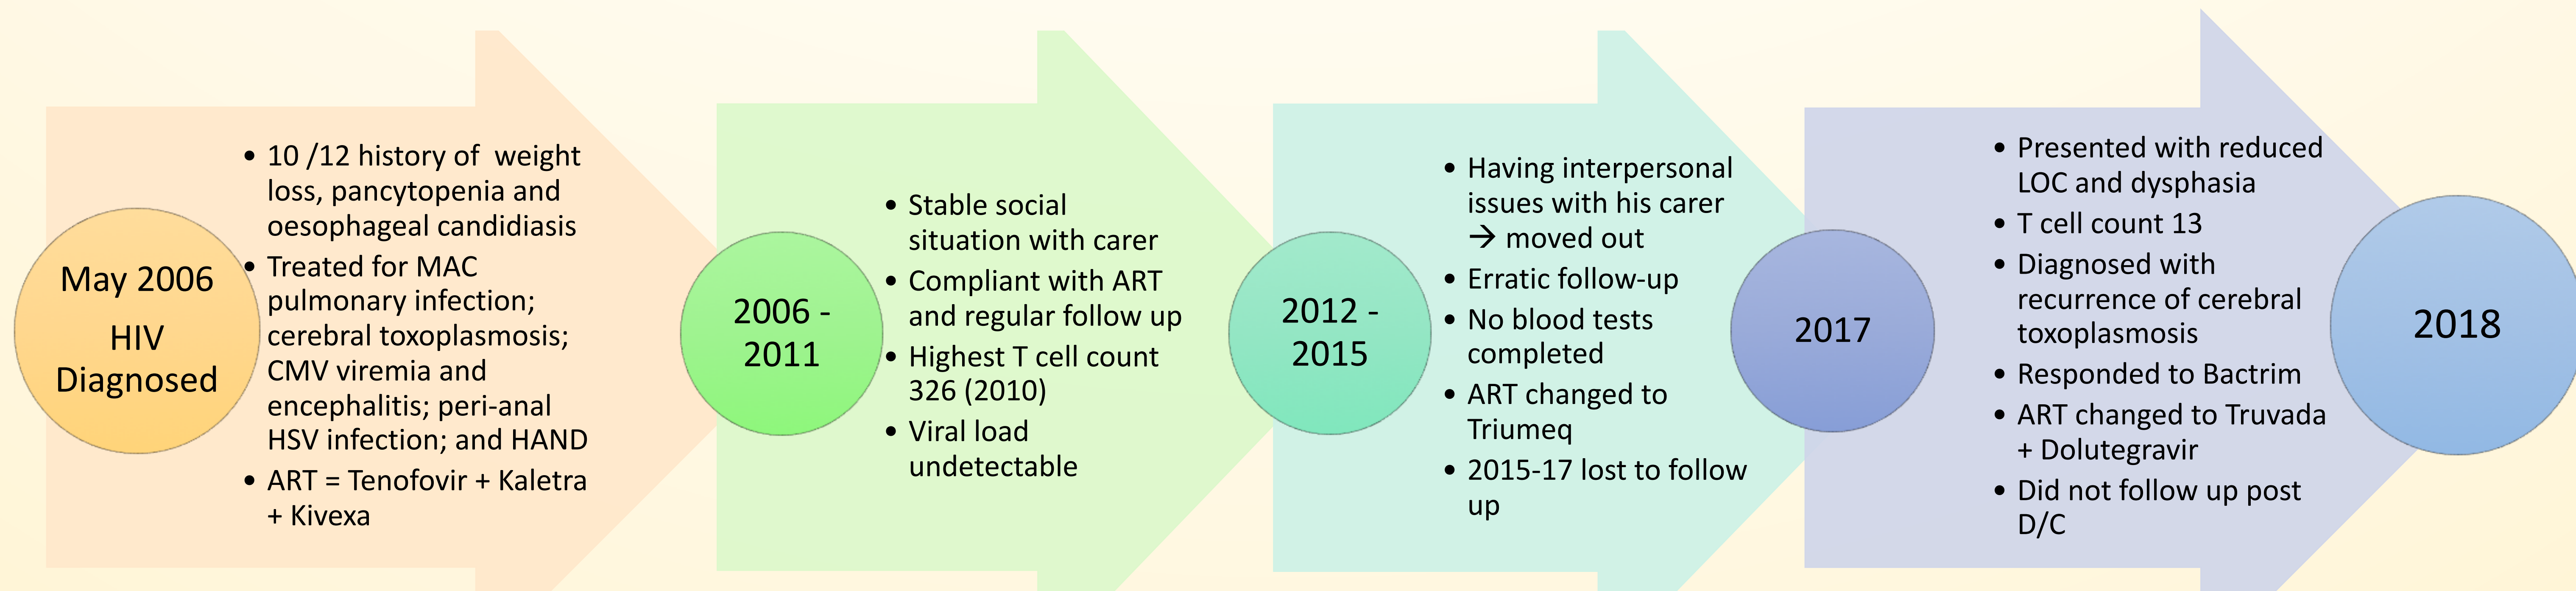 May 2006
HIV
Diagnosed
• 10 /12 history of  weight
loss, pancytopenia and
oesophageal candidiasis
• Treated for MAC
pulmonary infection;
cerebral toxoplasmosis;
CMV viremia and
encephalitis; peri-anal
HSV infection; and HAND
• ART = Tenofovir + Kaletra
+ Kivexa
2006 -
2011
• Stable social
situation with carer
• Compliant with ART
and regular follow up
• Highest T cell count
326 (2010)
• Viral load
undetectable
2012 -
2015
• Having interpersonal
issues with his carer
→ moved out
• Erratic follow-up
• No blood tests
completed
• ART changed to
Triumeq
• 2015-17 lost to follow
up
2017
• Presented with reduced
LOC and dysphasia
• T cell count 13
• Diagnosed with
recurrence of cerebral
toxoplasmosis
• Responded to Bactrim
• ART changed to Truvada
+ Dolutegravir
• Did not follow up post
D/C
2018